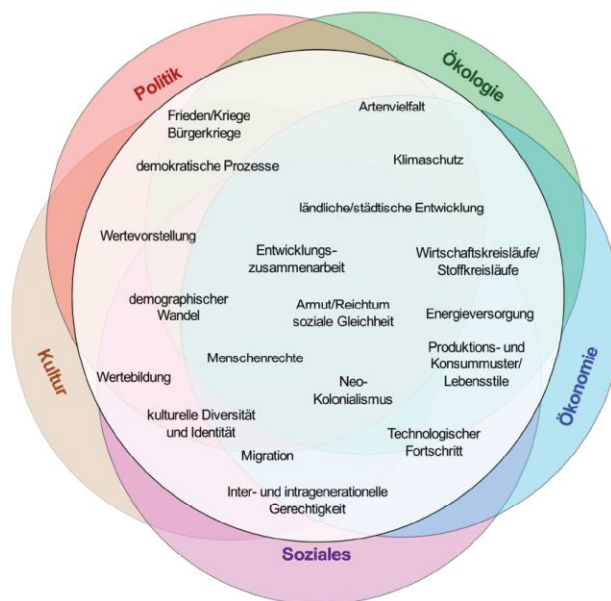 Politik
Ökologie
Frieden/Kriege
Bürgerkriege
Artenvielfalt
demokratische Prozesse
Klimaschutz
ländliche/städtische Entwicklung
Wertevorstellung
Entwicklungs-
zusammenarbeit
Wirtschaftskreisläufe/
Stoffkreisläufe
demographischer
Wandel
Armut/Reichtum
soziale Gleichheit
Energieversorgung
Menschenrechte
Produktions- und
Konsummuster/
Lebensstile
Kultur
Wertebildung
Neo-
Kolonialismus
Ökonomie
kulturelle Diversität
und Identität
Technologischer
Fortschritt
Migration
Inter- und intragenerationelle
Gerechtigkeit
Soziales